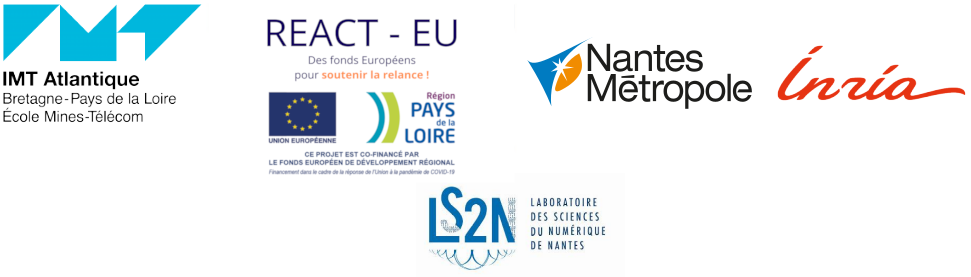 IMT Atlantique
Bretagne-Pays de la Loire
École Mines-Télécom
REACT - EU
Des fonds Européens
pour soutenir la relance !
UNION EUROPÉENNE
Région
PAYS
de la
LOIRE
CE PROJET EST CO-FINANCÉ PAR
LE FONDS EUROPÉEN DE DÉVELOPPEMENT RÉGIONAL
Financement dans le cadre de la réponse de l'Union à la pandémie de COVID-19
Nantes
Métropole
Inria
LS2N
LABORATOIRE
DES SCIENCES
DU NUMÉRIQUE
DE NANTES